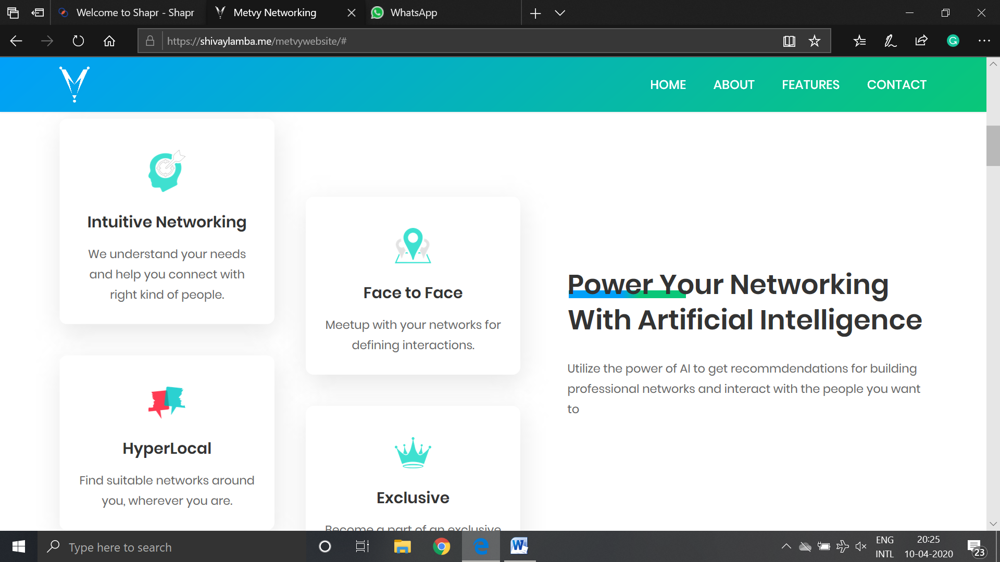 Welcome to Shapr - Shapr
Metvy Networking
WhatsApp
https://shivaylamba.me/metvywebsite/#
HOME ABOUT FEATURES CONTACT
Intuitive Networking
We understand your needs
and help you connect with
right kind of people.
HyperLocal
Find suitable networks around
you, wherever you are.
Face to Face
Meetup with your networks for
defining interactions.
Exclusive
Become a part of an exclusive
Power Your Networking
With Artificial Intelligence
Utilize the power of AI to get recommdendations for building
professional networks and interact with the people you want
to
Type here to search
ENG
INTL
20:25
10-04-2020
23